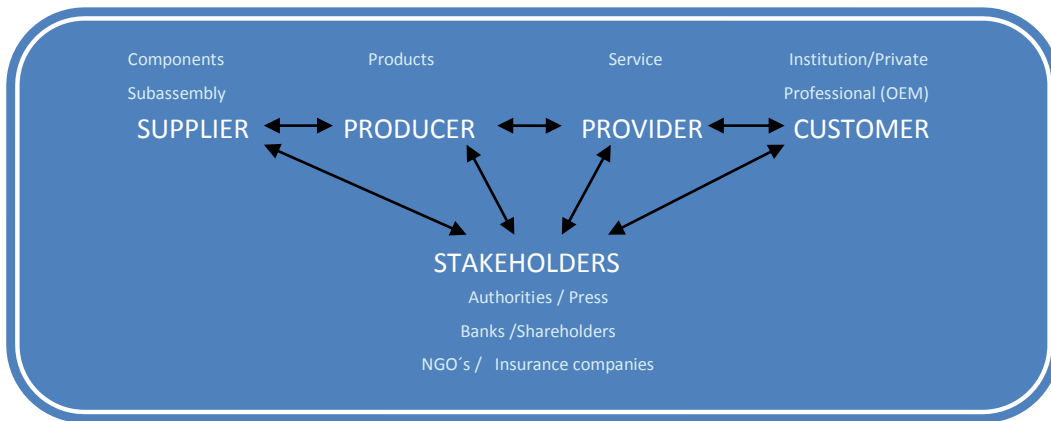 Components Products Service Institution/Private
Subassembly Professional (OEM)
SUPPLIER PRODUCER PROVIDER CUSTOMER
STAKEHOLDERS
Authorities / Press
Banks /Shareholders
NGO´s / Insurance companies